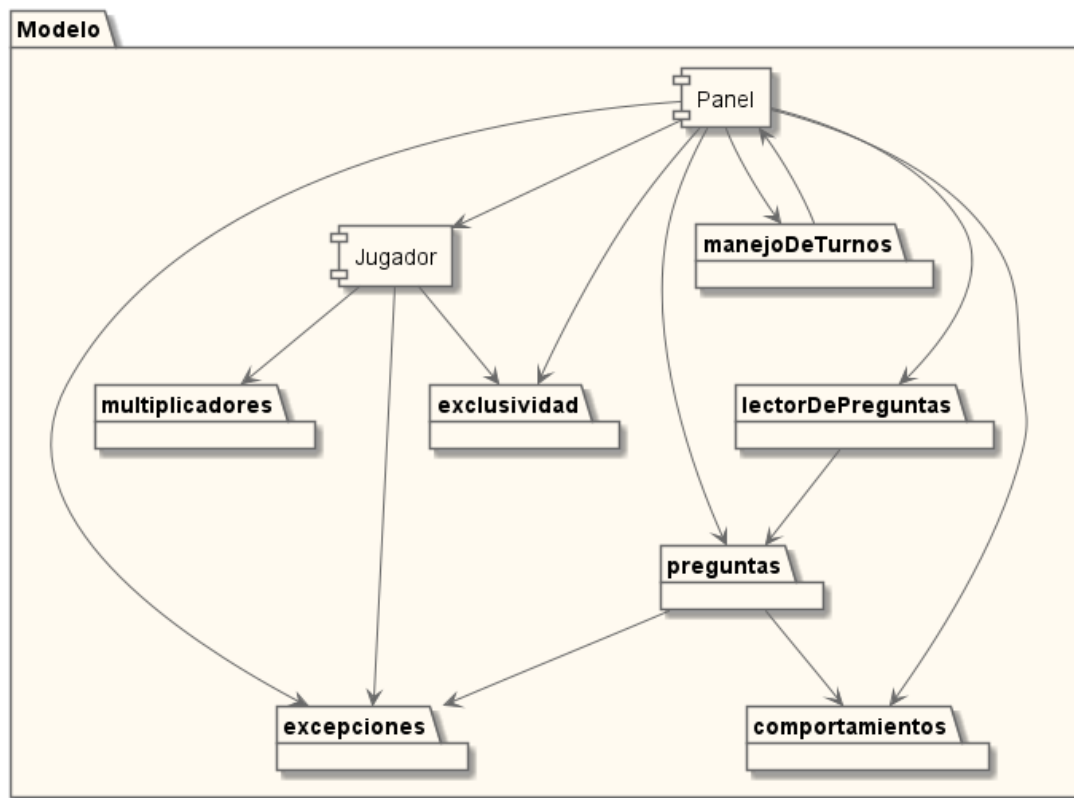 Modelo
Panel
manejoDeTurnos
Jugador
multiplicadores
exclusividad
lectorDePreguntas
preguntas
excepciones
comportamientos